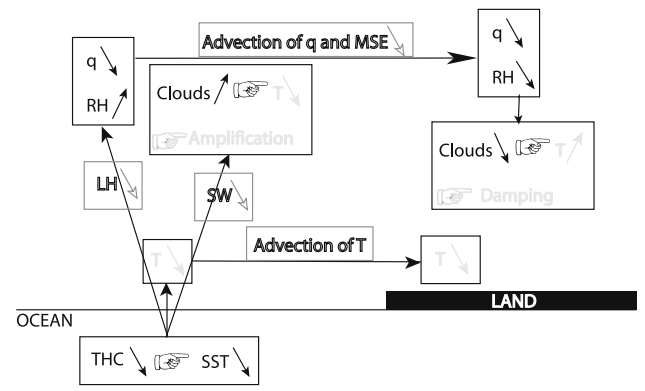 Advection of q and MSE
q
RH
q
RH
Clouds T
Amplification
Clouds T
Damping
LH
SW
T
Advection of T
T
LAND
OCEAN
THC SST